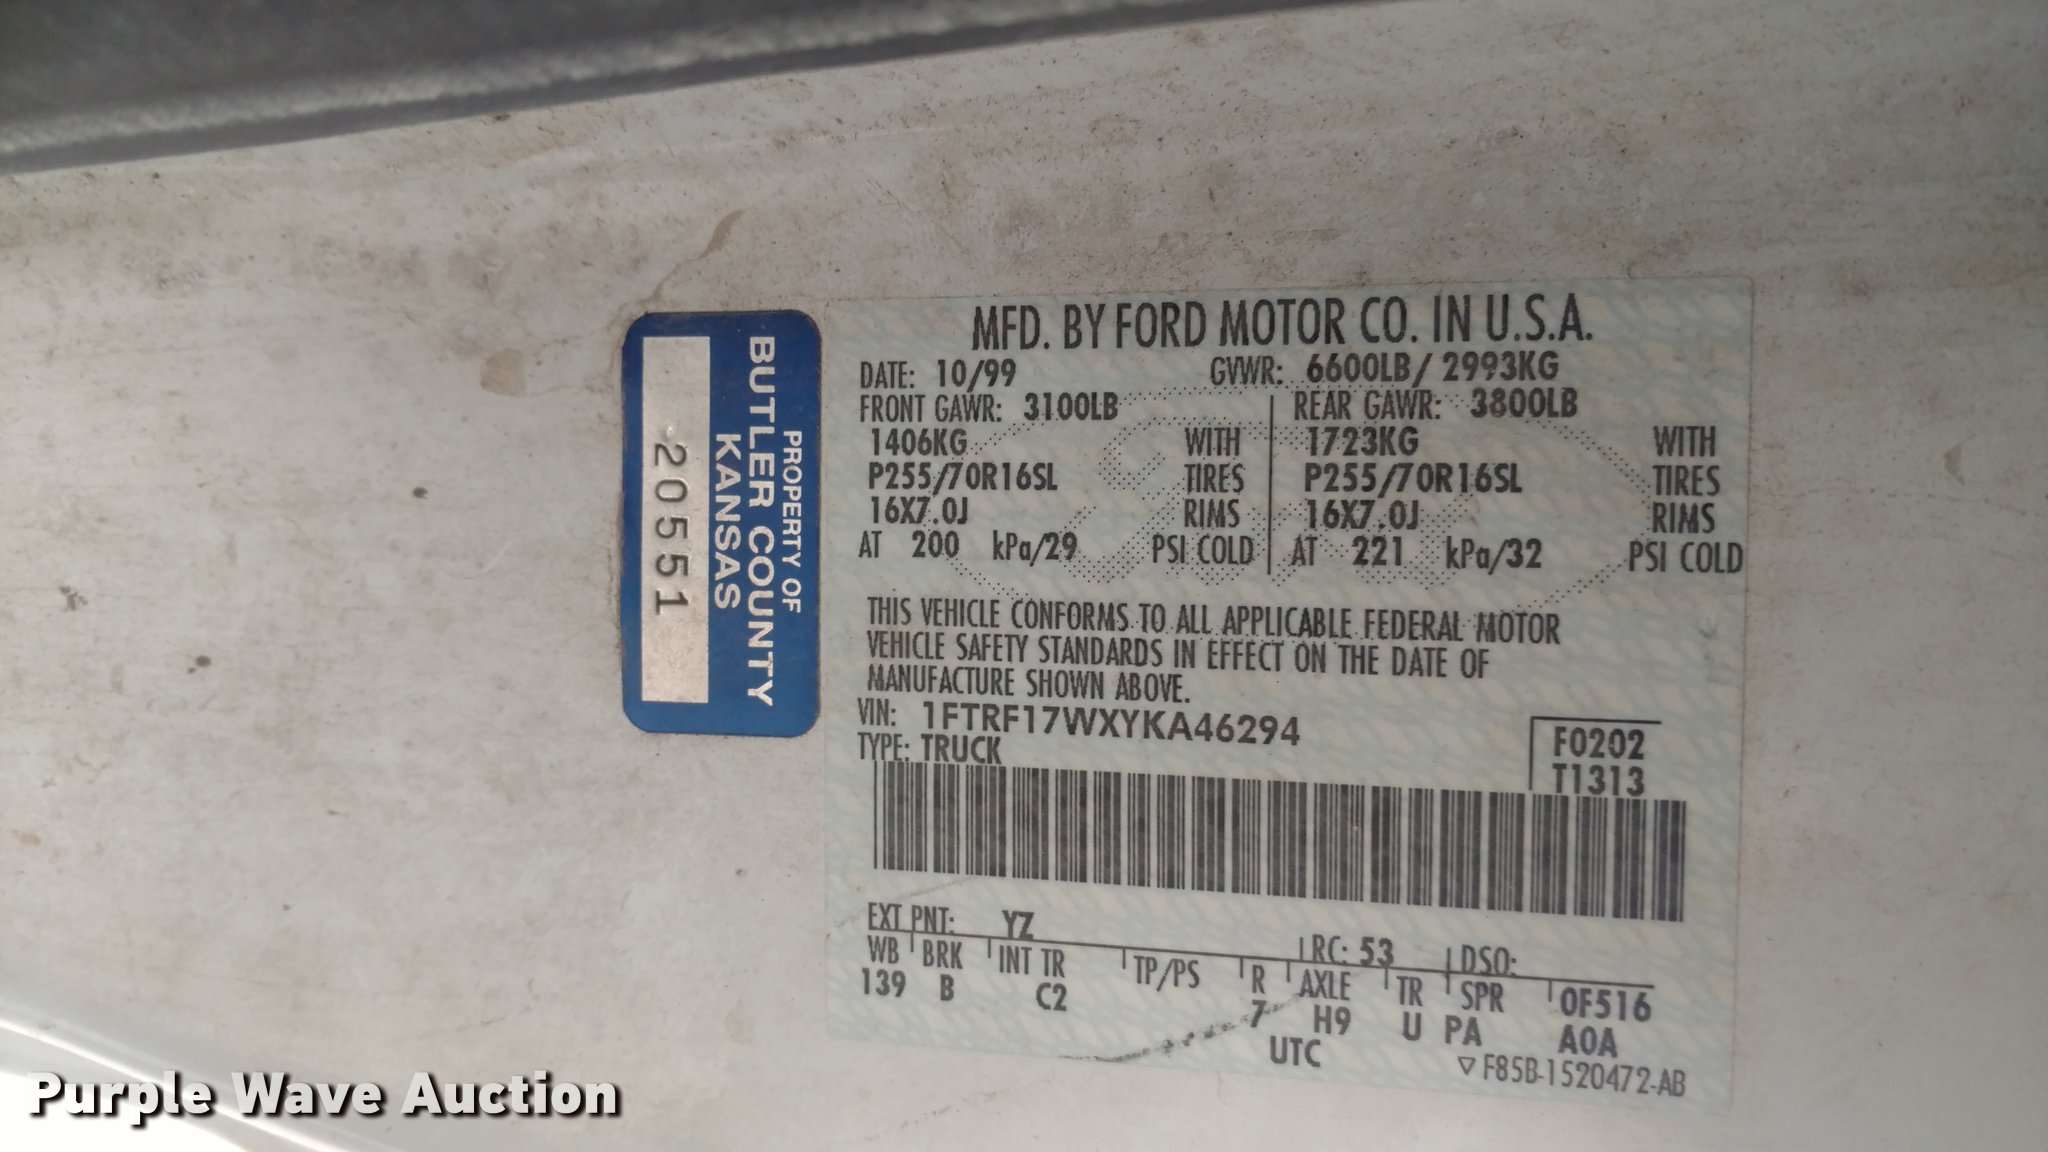 PROPERTY OF
BUTLER COUNTY
KANSAS
20551
MFD. BY FORD MOTOR CO. IN U.S.A.
DATE: 10/99 GVWR: 6600LB/ 2993KG
FRONT GAWR: 3100LB REAR GAWR: 3800LB
1406KG WITH 1723KG WITH
P255/70R16SL TIRES P255/70R16SL TIRES
16X7.0J RIMS 16X7.0J RIMS
AT 200 kPa/29 PSI COLD AT 221 kPa/32 PSI COLD
THIS VEHICLE CONFORMS TO ALL APPLICABLE FEDERAL MOTOR
VEHICLE SAFETY STANDARDS IN EFFECT ON THE DATE OF
MANUFACTURE SHOWN ABOVE.
VIN: 1FTRF17WXYKA46294
TYPE: TRUCK
F0202
T1313
EXT PNT: YZ RC: 53 DSO:
WB BRK INT TR TP/PS R AXLE TR SPR 0F516
139 B C2 7 H9 U PA A0A
UTC
▽ F85B-1520472-AB
Purple Wave Auction